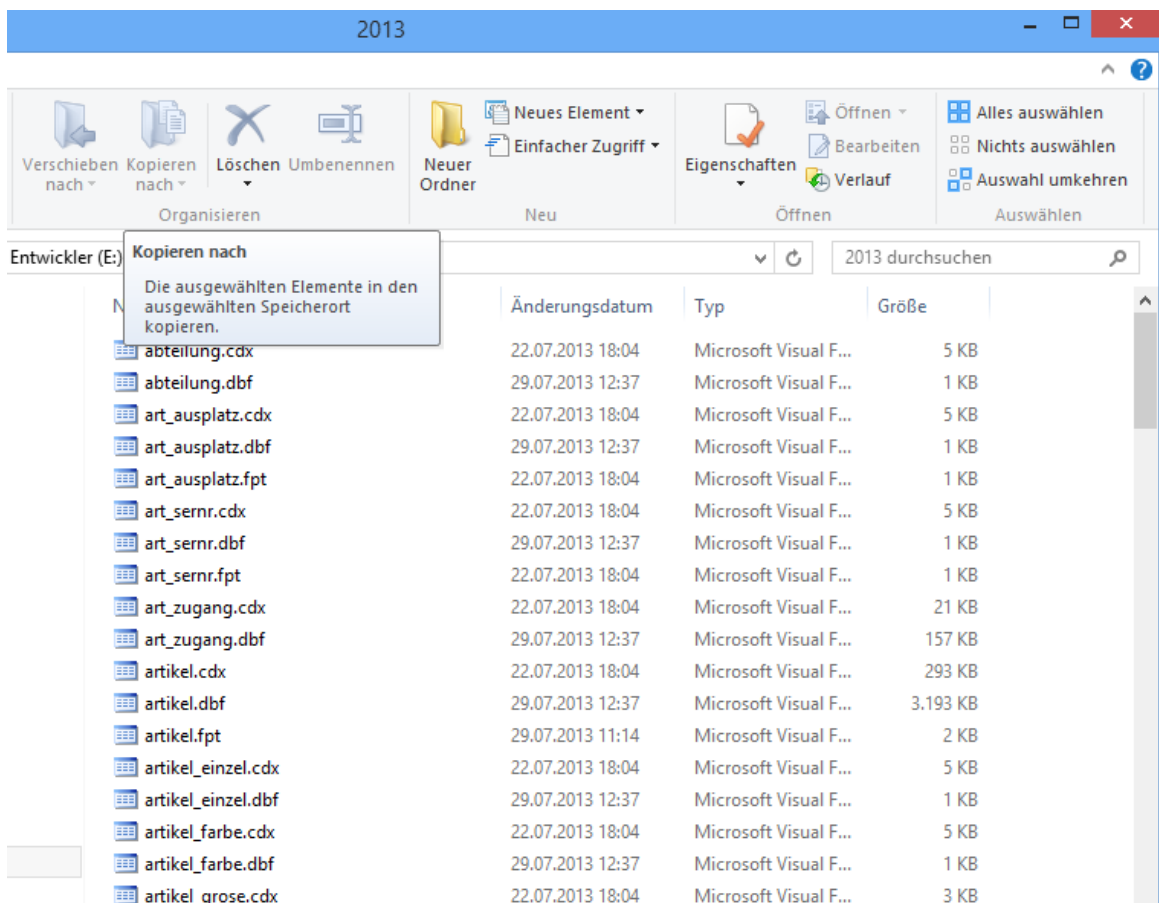 2013
Verschieben nach
Kopieren nach
Löschen
Umbenennen
Organisieren
Neuer Ordner
Neues Element
Einfacher Zugriff
Neu
Eigenschaften
Öffnen
Bearbeiten
Verlauf
Öffnen
Alles auswählen
Nichts auswählen
Auswahl umkehren
Auswählen
Entwickler (E:)
2013 durchsuchen
Kopieren nach
Die ausgewählten Elemente in den
ausgewählten Speicherort
kopieren.
N Änderungsdatum Typ Größe
abteilung.cdx 22.07.2013 18:04 Microsoft Visual F... 5 KB
abteilung.dbf 29.07.2013 12:37 Microsoft Visual F... 1 KB
art_ausplatz.cdx 22.07.2013 18:04 Microsoft Visual F... 5 KB
art_ausplatz.dbf 29.07.2013 12:37 Microsoft Visual F... 1 KB
art_ausplatz.fpt 22.07.2013 18:04 Microsoft Visual F... 1 KB
art_sernr.cdx 22.07.2013 18:04 Microsoft Visual F... 5 KB
art_sernr.dbf 29.07.2013 12:37 Microsoft Visual F... 1 KB
art_sernr.fpt 22.07.2013 18:04 Microsoft Visual F... 1 KB
art_zugang.cdx 22.07.2013 18:04 Microsoft Visual F... 21 KB
art_zugang.dbf 29.07.2013 12:37 Microsoft Visual F... 157 KB
artikel.cdx 22.07.2013 18:04 Microsoft Visual F... 293 KB
artikel.dbf 29.07.2013 12:37 Microsoft Visual F... 3.193 KB
artikel.fpt 29.07.2013 11:14 Microsoft Visual F... 2 KB
artikel_einzel.cdx 22.07.2013 18:04 Microsoft Visual F... 5 KB
artikel_einzel.dbf 29.07.2013 12:37 Microsoft Visual F... 1 KB
artikel_farbe.cdx 22.07.2013 18:04 Microsoft Visual F... 5 KB
artikel_farbe.dbf 29.07.2013 12:37 Microsoft Visual F... 1 KB
artikel_grose.cdx 22.07.2013 18:04 Microsoft Visual F... 3 KB